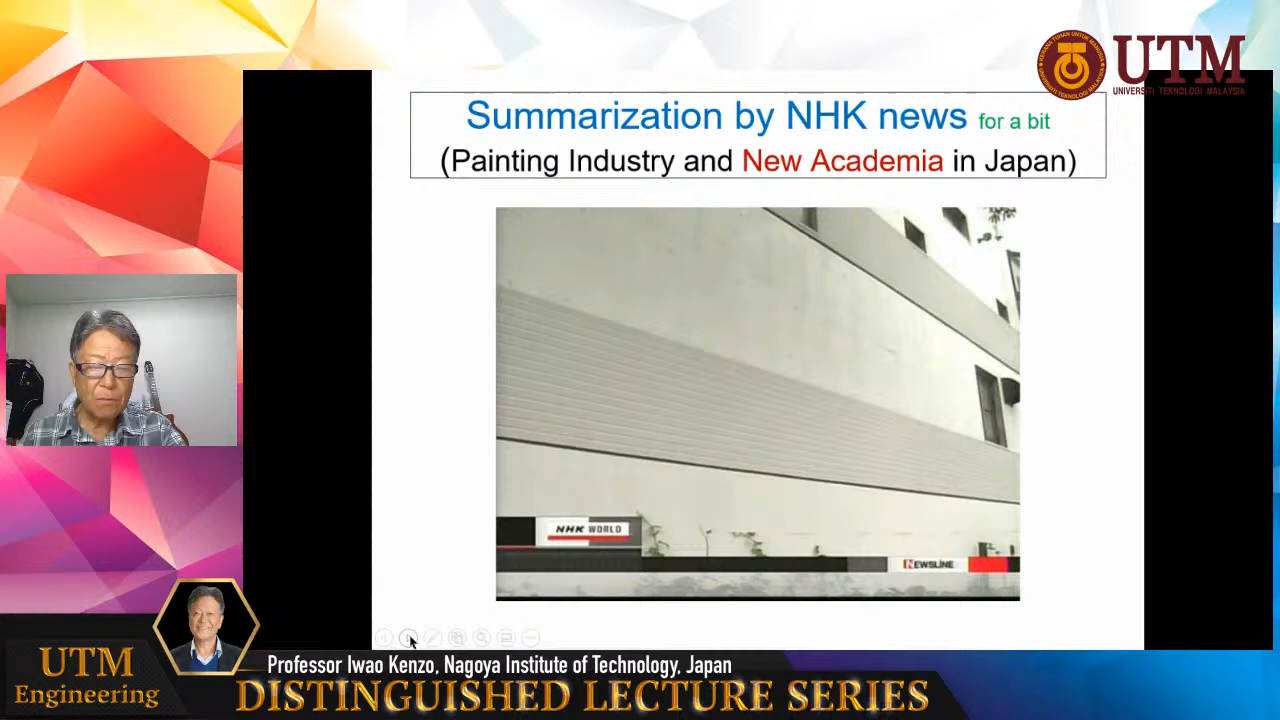 UTM
UNIVERSITI TEKNOLOGI MALAYSIA
Summarization by NHK news for a bit
(Painting Industry and New Academia in Japan)
NHK WORLD
NEWSLINE
UTM
Engineering
Professor Iwao Kenzo, Nagoya Institute of Technology, Japan
DISTINGUISHED LECTURE SERIES